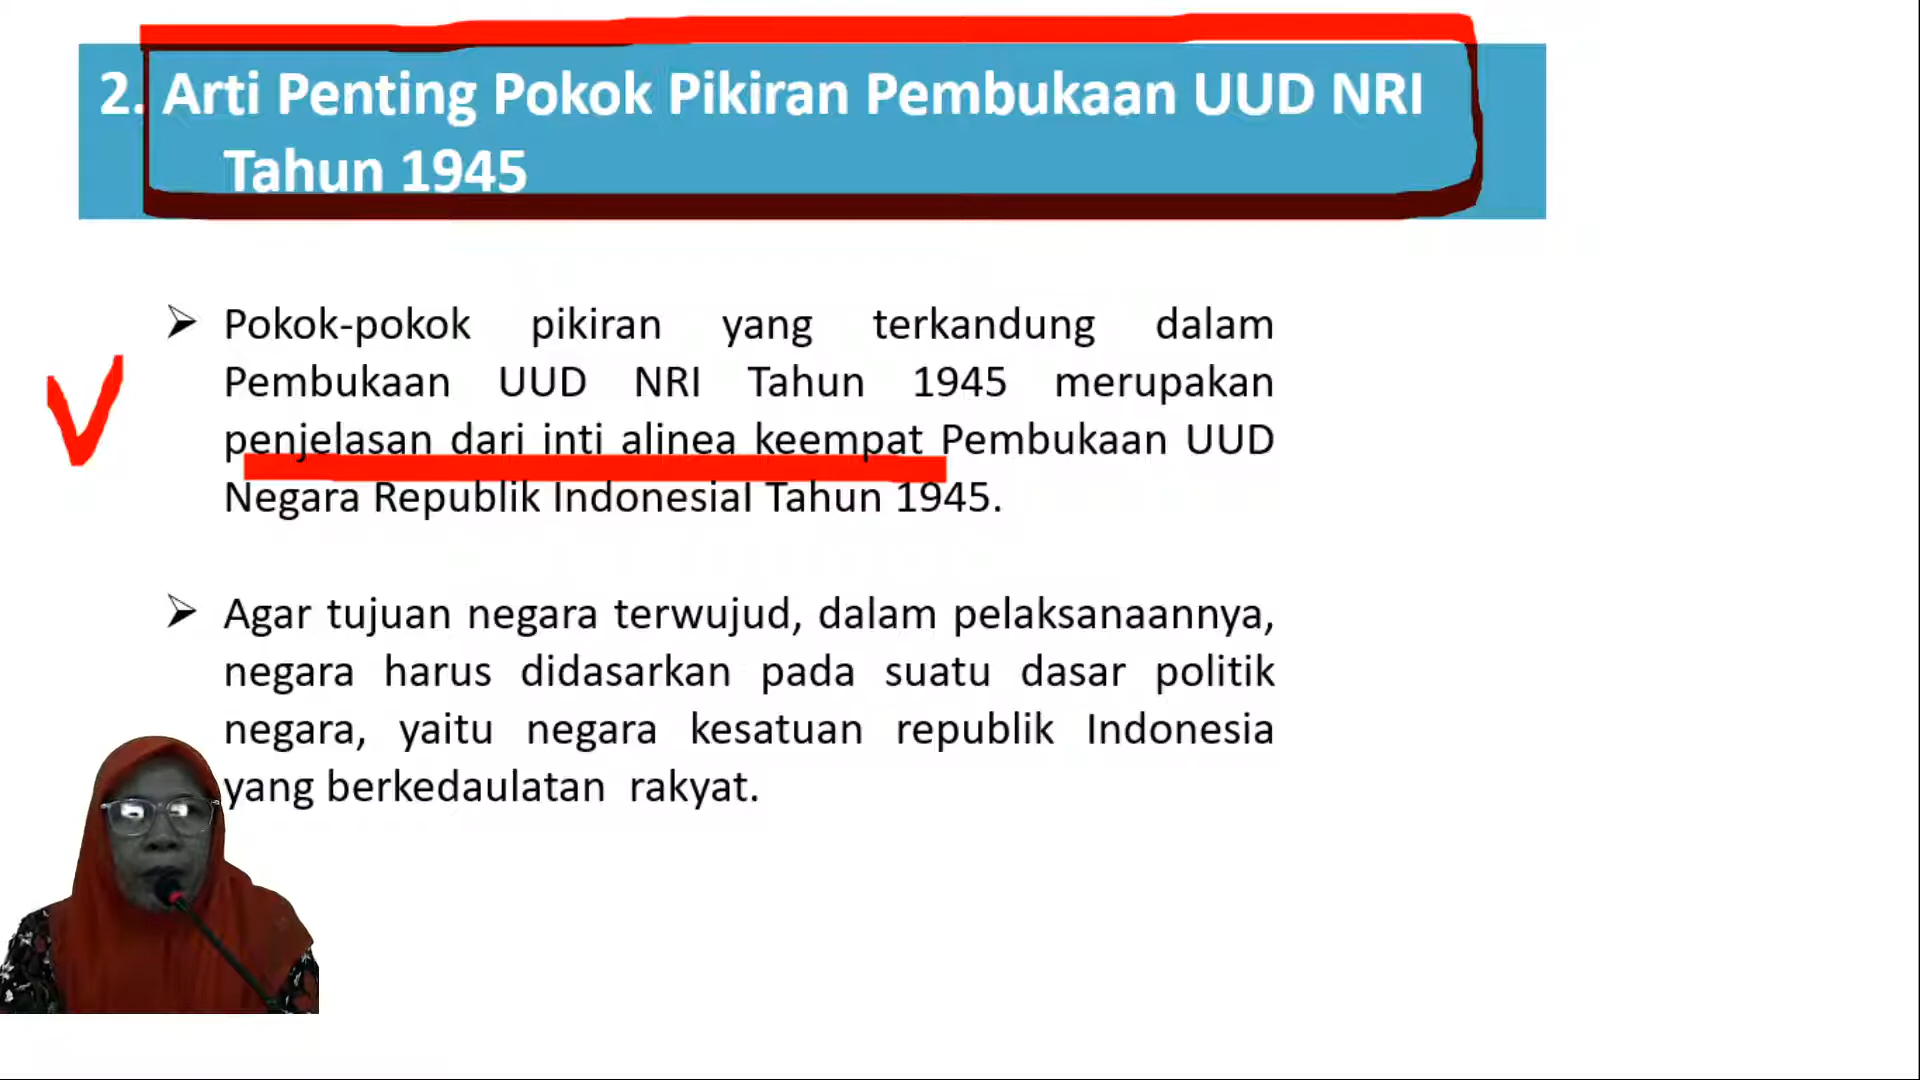 2. Arti Penting Pokok Pikiran Pembukaan UUD NRI
Tahun 1945
➢ Pokok-pokok pikiran yang terkandung dalam
Pembukaan UUD NRI Tahun 1945 merupakan
penjelasan dari inti alinea keempat Pembukaan UUD
Negara Republik Indonesial Tahun 1945.
➢ Agar tujuan negara terwujud, dalam pelaksanaannya,
negara harus didasarkan pada suatu dasar politik
negara, yaitu negara kesatuan republik Indonesia
yang berkedaulatan rakyat.